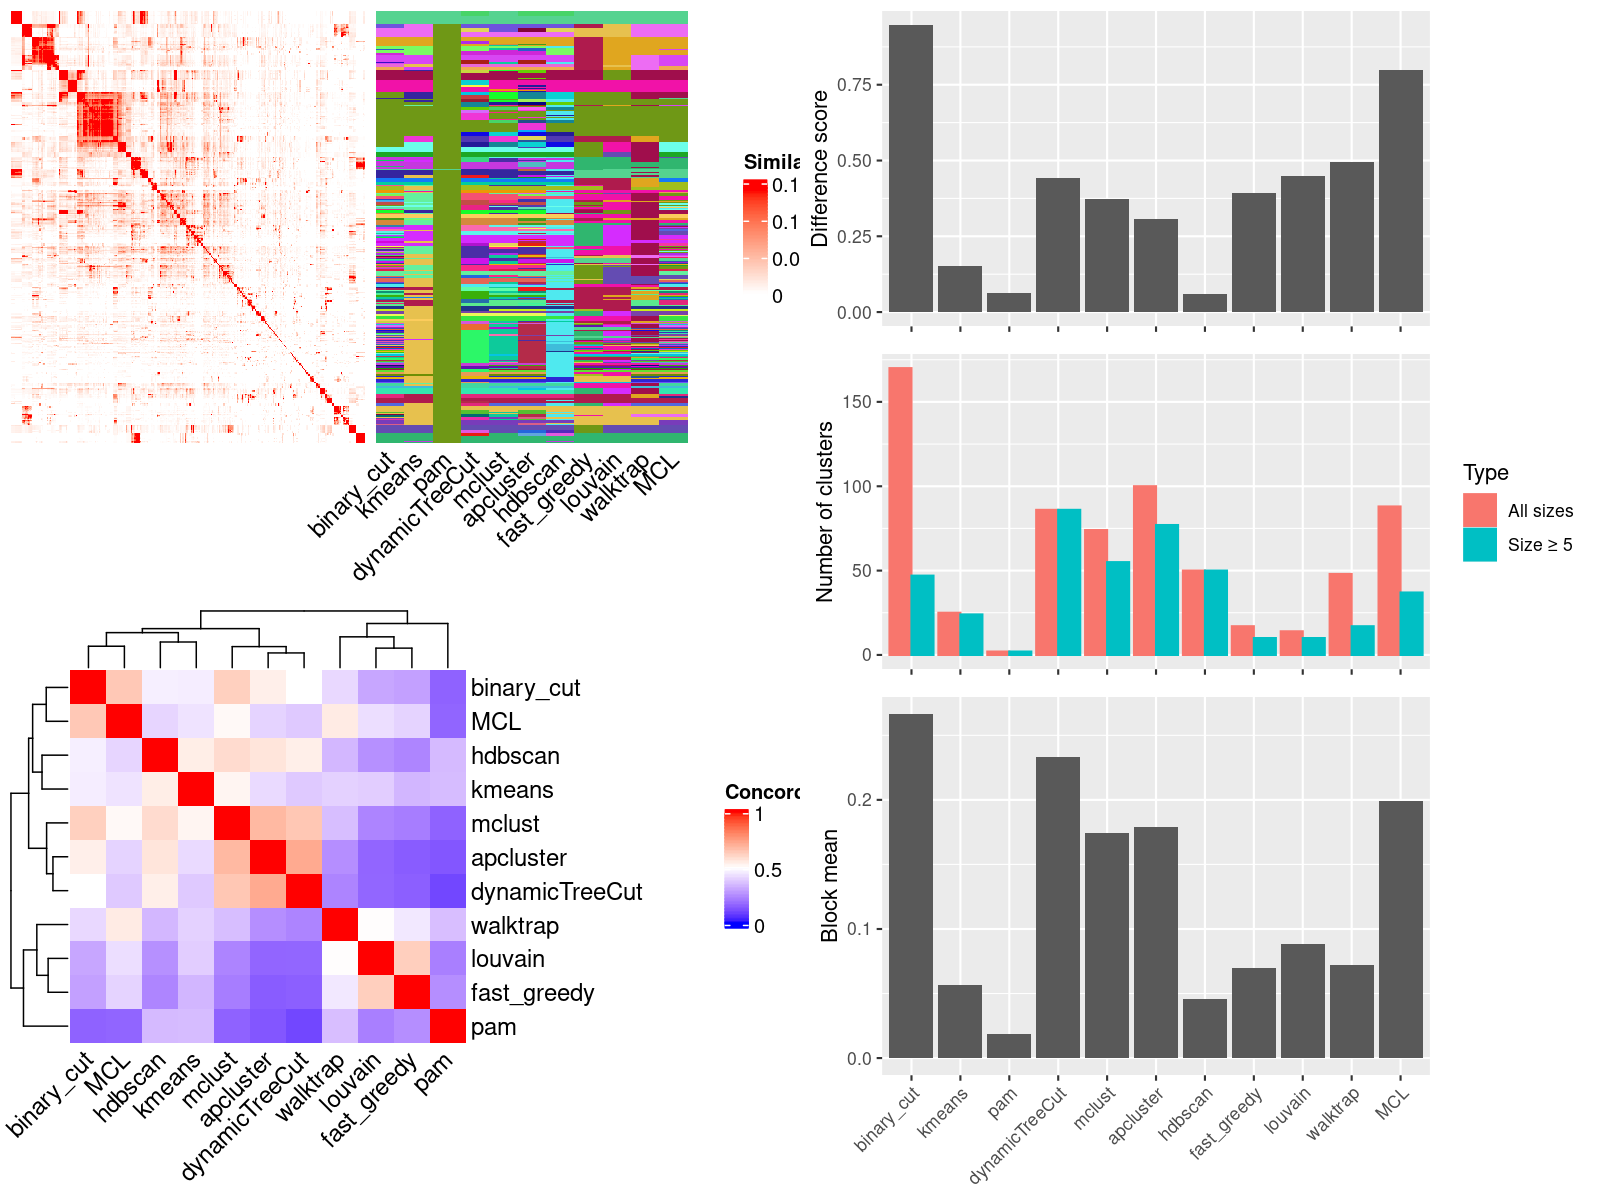 Simila
0.1
0.1
0.0
0
binary_cut
kmeans
pam
dynamicTreeCut
mclust
apcluster
hdbscan
fast_greedy
louvain
walktrap
MCL
binary_cut
MCL
hdbscan
kmeans
mclust
apcluster
dynamicTreeCut
walktrap
louvain
fast_greedy
pam
binary_cut
MCL
hdbscan
kmeans
mclust
apcluster
dynamicTreeCut
walktrap
louvain
fast_greedy
pam
Concord
1
0.5
0
Difference score
0.75
0.50
0.25
0.00
Number of clusters
150
100
50
0
Type
All sizes
Size ≥ 5
Block mean
0.2
0.1
0.0
binary_cut
kmeans
pam
dynamicTreeCut
mclust
apcluster
hdbscan
fast_greedy
louvain
walktrap
MCL